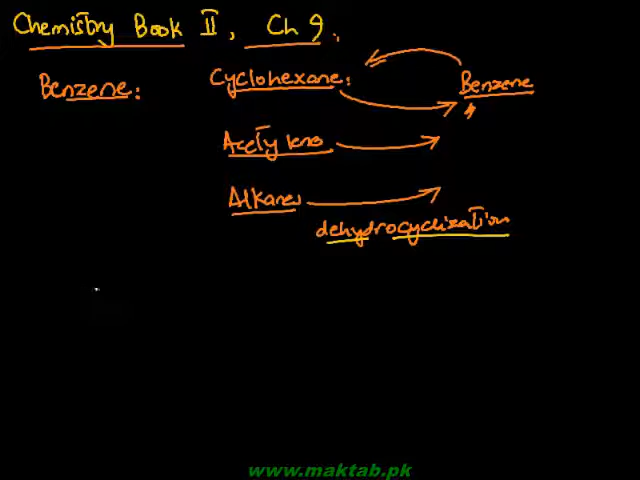 Chemistry Book II, Ch 9.
Benzene: Cyclohexane: Benzene
Acetylene
Alkanes
dehydrocyclization
www.maktab.pk